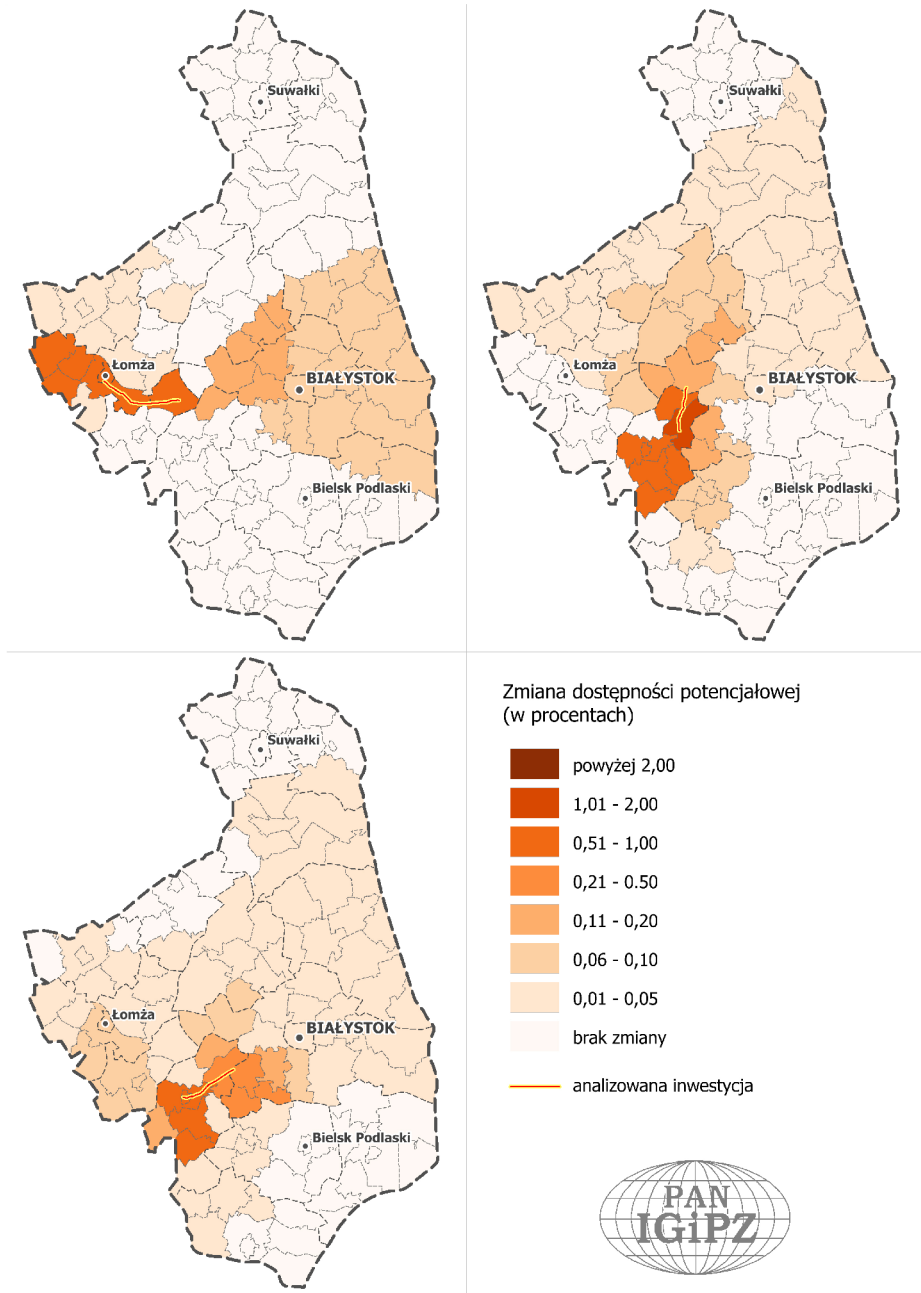 Suwałki
Łomża
BIAŁYSTOK
Bielsk Podlaski
Suwałki
Łomża
BIAŁYSTOK
Bielsk Podlaski
Suwałki
Łomża
BIAŁYSTOK
Bielsk Podlaski
Zmiana dostępności potencjałowej
(w procentach)
powyżej 2,00
1,01 - 2,00
0,51 - 1,00
0,21 - 0,50
0,11 - 0,20
0,06 - 0,10
0,01 - 0,05
brak zmiany
analizowana inwestycja
PAN
IGiPZ